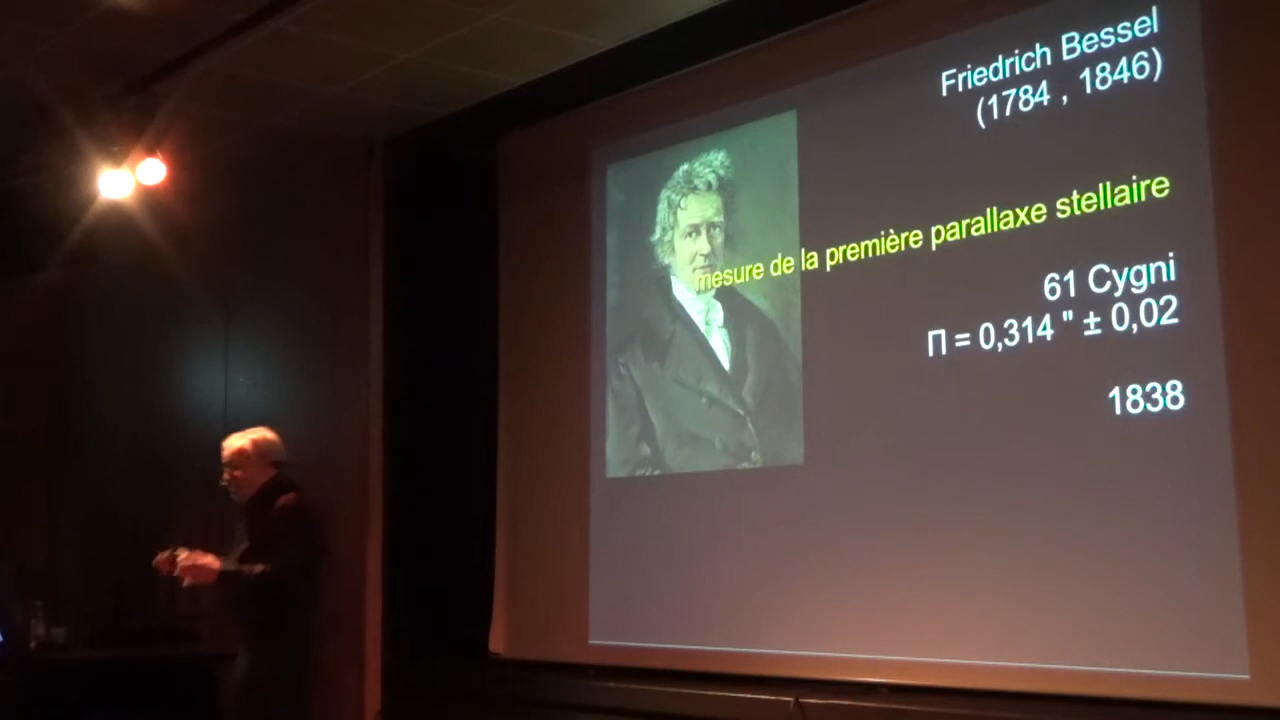 Friedrich Bessel
(1784 , 1846)
mesure de la première parallaxe stellaire
61 Cygni
Π = 0,314 " ± 0,02
1838